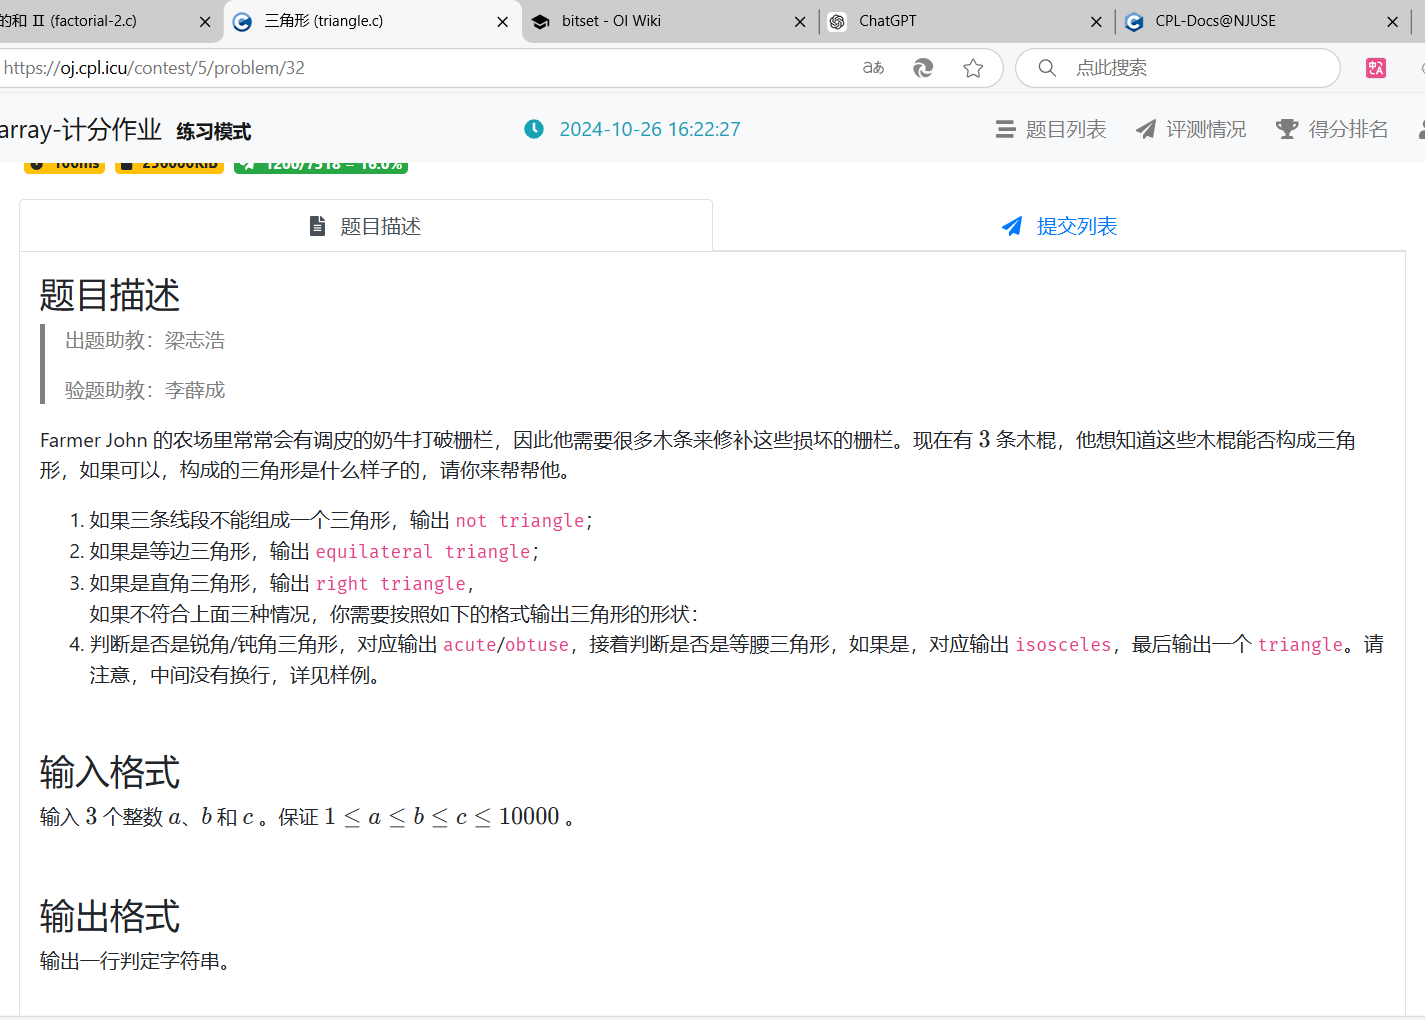 的和 Ⅱ (factorial-2.c)
三角形 (triangle.c)
bitset - OI Wiki
ChatGPT
CPL-Docs@NJUSE
https://oj.cpl.icu/contest/5/problem/32
aあ
点此搜索
array-计分作业 练习模式
2024-10-26 16:22:27
题目列表
评测情况
得分排名
100ms
256000KiB
1200/7518 = 16.0%
题目描述
提交列表
题目描述
出题助教：梁志浩
验题助教：李薛成
Farmer John 的农场里常常会有调皮的奶牛打破栅栏，因此他需要很多木条来修补这些损坏的栅栏。现在有 3 条木棍，他想知道这些木棍能否构成三角
形，如果可以，构成的三角形是什么样子的，请你来帮帮他。
1. 如果三条线段不能组成一个三角形，输出 not triangle；
2. 如果是等边三角形，输出 equilateral triangle；
3. 如果是直角三角形，输出 right triangle，
如果不符合上面三种情况，你需要按照如下的格式输出三角形的形状：
4. 判断是否是锐角/钝角三角形，对应输出 acute/obtuse，接着判断是否是等腰三角形，如果是，对应输出 isosceles，最后输出一个 triangle。请
注意，中间没有换行，详见样例。
输入格式
输入 3 个整数 a、b 和 c 。保证 1 ≤ a ≤ b ≤ c ≤ 10000 。
输出格式
输出一行判定字符串。